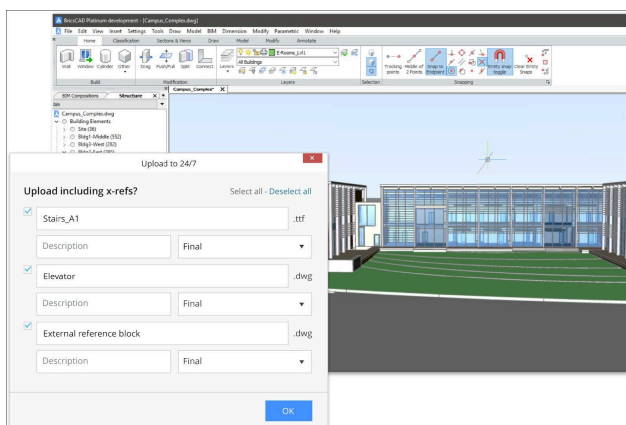 BricsCAD Platinum development - [Campus_Complex.dwg]
File Edit View Insert Settings Tools Draw Model BIM Dimension Modify Parametric Window Help
Home Classification Sections & Views Draw Model Modify Annotate
E-Rooms_Lvl1
All Buildings
Wall Window Cylinder Other Drag Push/Pull Split Connect Layers Tracking points Middle of 2 Points Snap to Endpoint Entity snap toggle Clear Entity Snaps
Build Modification Layers Selection Snapping
BIM Compositions Structure X
Campus_Complex* X
bim
Campus_Complex.dwg
Building Elements
Site (36)
Bldg1-Middle (552)
Bldg3-West (282)
Upload to 24/7
Upload including x-refs? Select all - Deselect all
Stairs_A1 .ttf
Description Final
Elevator .dwg
Description Final
External reference block .dwg
Description Final
OK